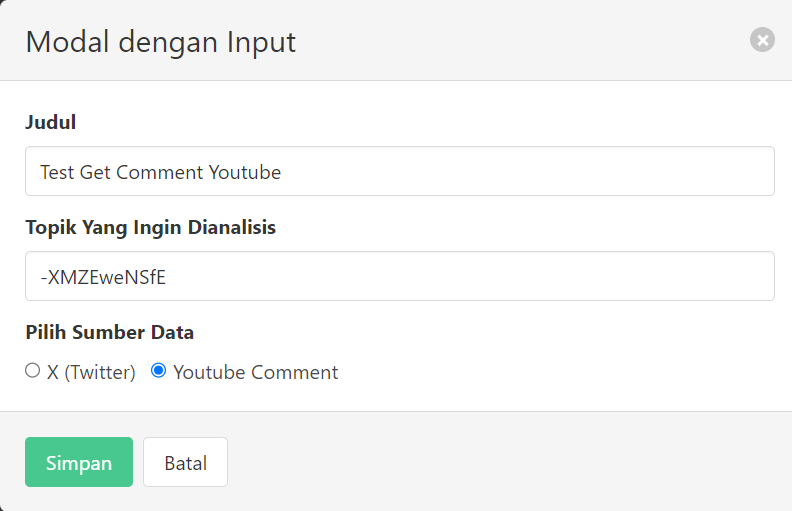 Modal dengan Input
Judul
Test Get Comment Youtube
Topik Yang Ingin Dianalisis
-XMZEweNSfE
Pilih Sumber Data
X (Twitter) Youtube Comment
Simpan Batal